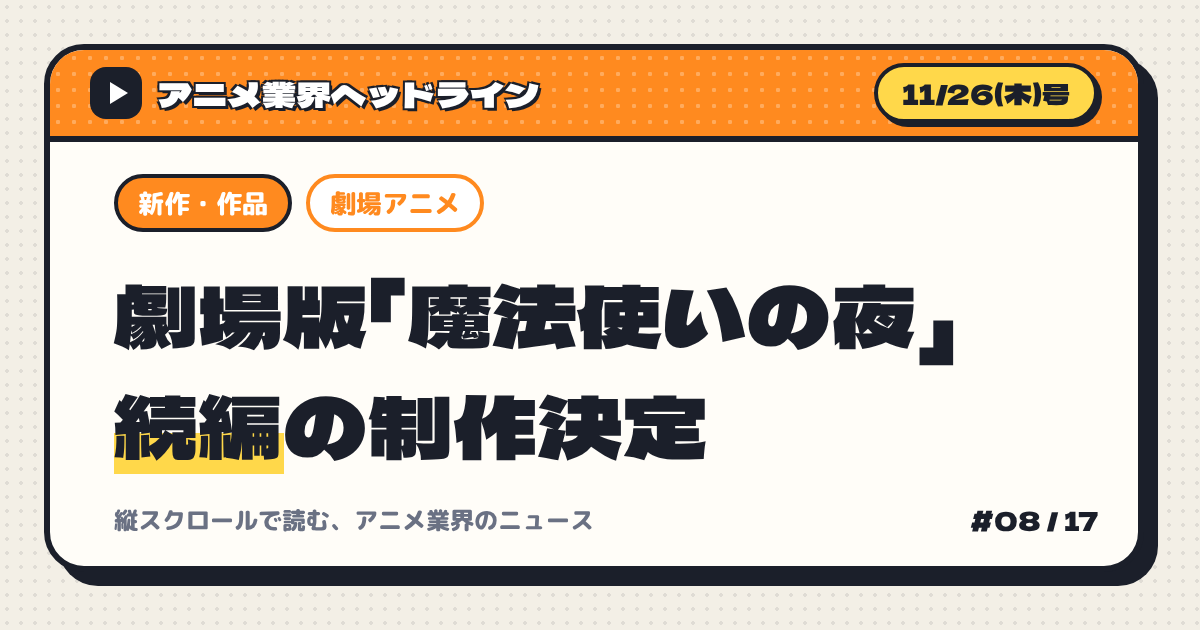 アニメ業界ヘッドライン
11/26(木)号
新作・作品
劇場アニメ
劇場版「魔法使いの夜」
続編の制作決定
縦スクロールで読む、アニメ業界のニュース
#08 / 17